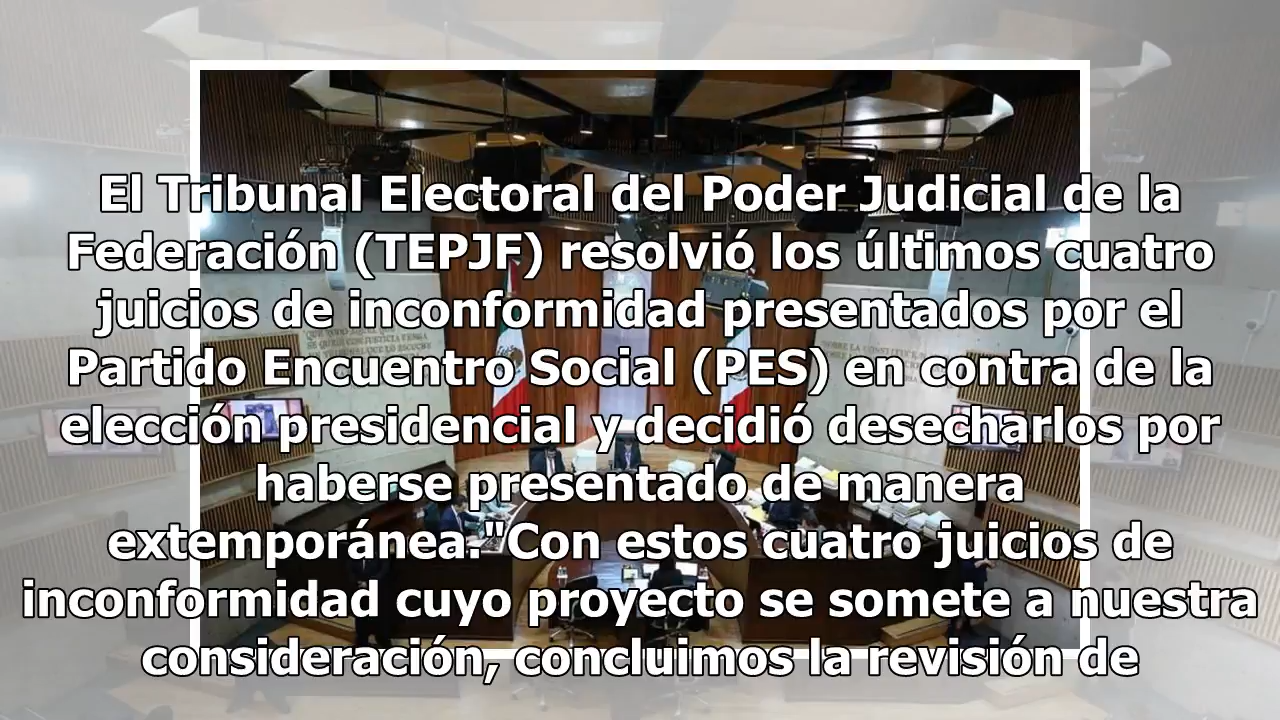 El Tribunal Electoral del Poder Judicial de la
Federación (TEPJF) resolvió los últimos cuatro
juicios de inconformidad presentados por el
Partido Encuentro Social (PES) en contra de la
elección presidencial y decidió desecharlos por
haberse presentado de manera
extemporánea."Con estos cuatro juicios de
inconformidad cuyo proyecto se somete a nuestra
consideración, concluimos la revisión de